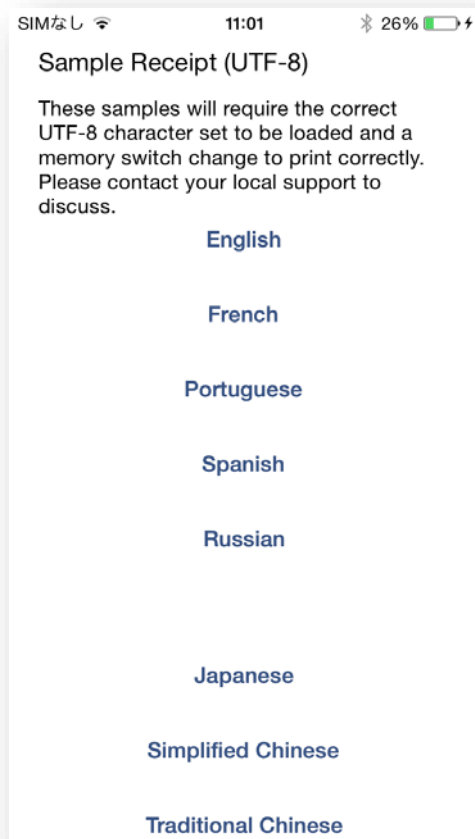 SIMなし 11:01 26%
Sample Receipt (UTF-8)
These samples will require the correct
UTF-8 character set to be loaded and a
memory switch change to print correctly.
Please contact your local support to
discuss.
English
French
Portuguese
Spanish
Russian
Japanese
Simplified Chinese
Traditional Chinese